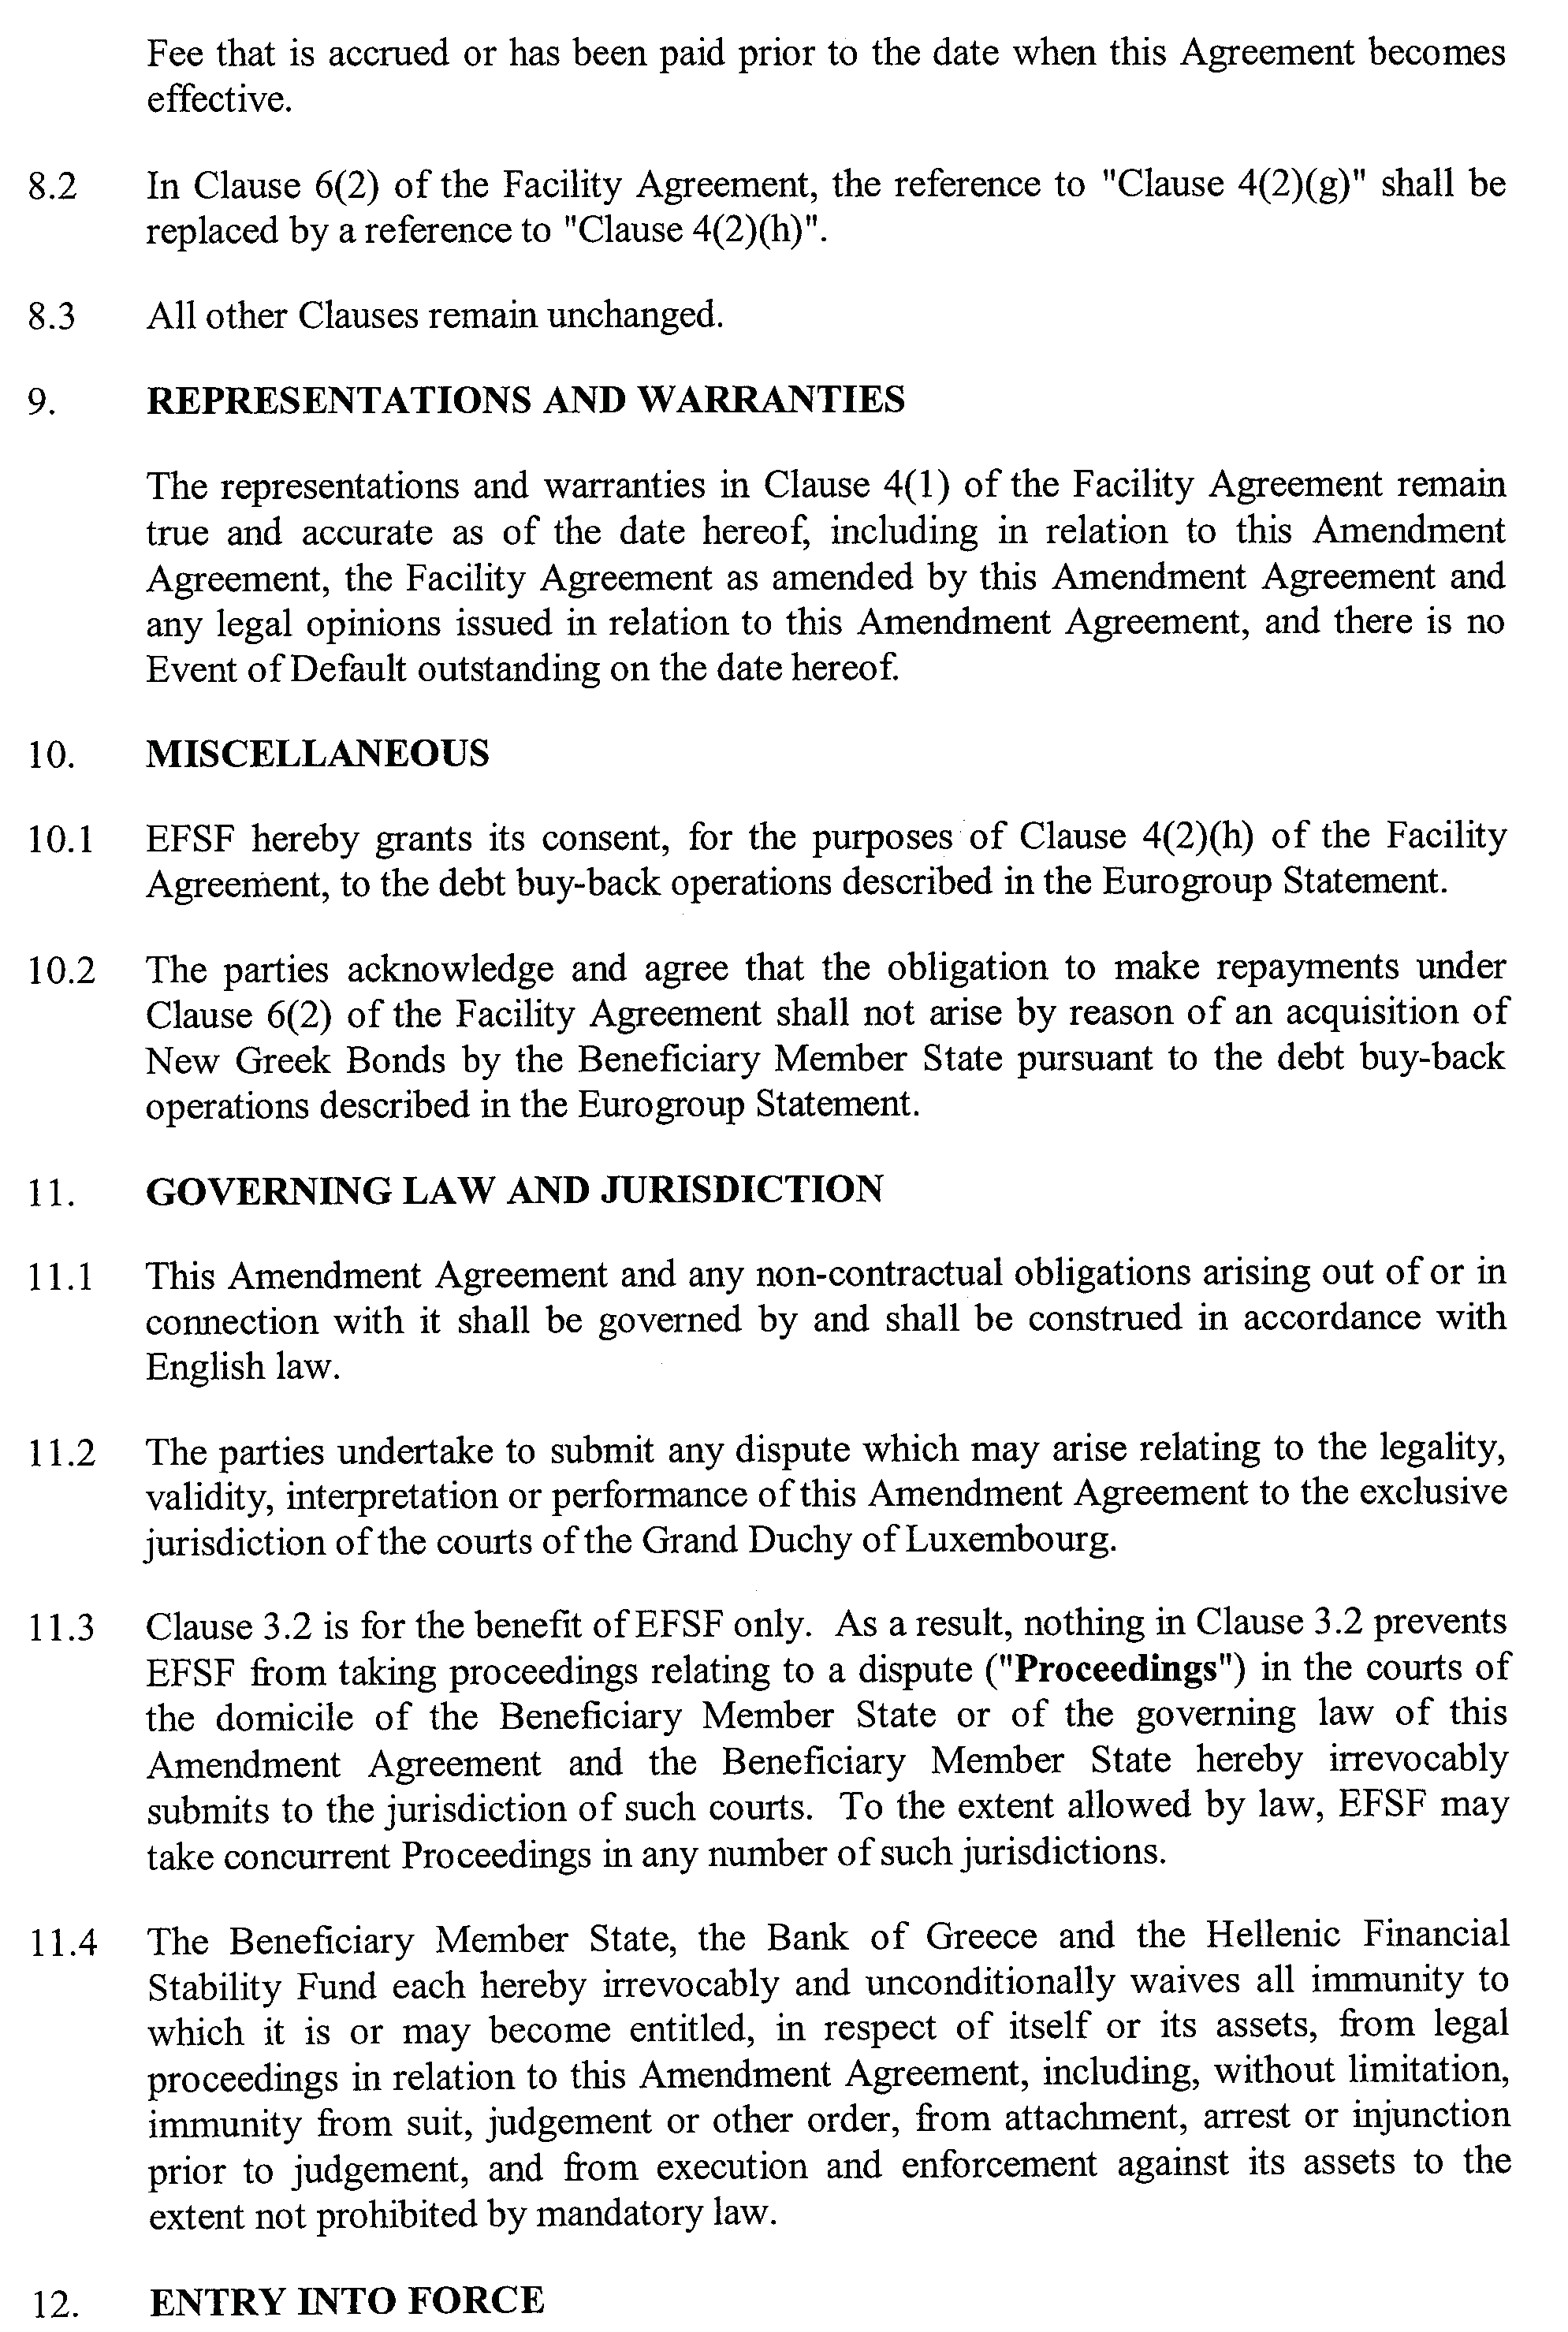 Fee that is accrued or has been paid prior to the date when this Agreement becomes
effective.
8.2 In Clause 6(2) of the Facility Agreement, the reference to "Clause 4(2)(g)" shall be
replaced by a reference to "Clause 4(2)(h)".
8.3 All other Clauses remain unchanged.
9. REPRESENTATIONS AND WARRANTIES
The representations and warranties in Clause 4(1) of the Facility Agreement remain
true and accurate as of the date hereof, including in relation to this Amendment
Agreement, the Facility Agreement as amended by this Amendment Agreement and
any legal opinions issued in relation to this Amendment Agreement, and there is no
Event of Default outstanding on the date hereof.
10. MISCELLANEOUS
10.1 EFSF hereby grants its consent, for the purposes of Clause 4(2)(h) of the Facility
Agreement, to the debt buy-back operations described in the Eurogroup Statement.
10.2 The parties acknowledge and agree that the obligation to make repayments under
Clause 6(2) of the Facility Agreement shall not arise by reason of an acquisition of
New Greek Bonds by the Beneficiary Member State pursuant to the debt buy-back
operations described in the Eurogroup Statement.
11. GOVERNING LAW AND JURISDICTION
11.1 This Amendment Agreement and any non-contractual obligations arising out of or in
connection with it shall be governed by and shall be construed in accordance with
English law.
11.2 The parties undertake to submit any dispute which may arise relating to the legality,
validity, interpretation or performance of this Amendment Agreement to the exclusive
jurisdiction of the courts of the Grand Duchy of Luxembourg.
11.3 Clause 3.2 is for the benefit of EFSF only. As a result, nothing in Clause 3.2 prevents
EFSF from taking proceedings relating to a dispute ("Proceedings") in the courts of
the domicile of the Beneficiary Member State or of the governing law of this
Amendment Agreement and the Beneficiary Member State hereby irrevocably
submits to the jurisdiction of such courts. To the extent allowed by law, EFSF may
take concurrent Proceedings in any number of such jurisdictions.
11.4 The Beneficiary Member State, the Bank of Greece and the Hellenic Financial
Stability Fund each hereby irrevocably and unconditionally waives all immunity to
which it is or may become entitled, in respect of itself or its assets, from legal
proceedings in relation to this Amendment Agreement, including, without limitation,
immunity from suit, judgement or other order, from attachment, arrest or injunction
prior to judgement, and from execution and enforcement against its assets to the
extent not prohibited by mandatory law.
12. ENTRY INTO FORCE